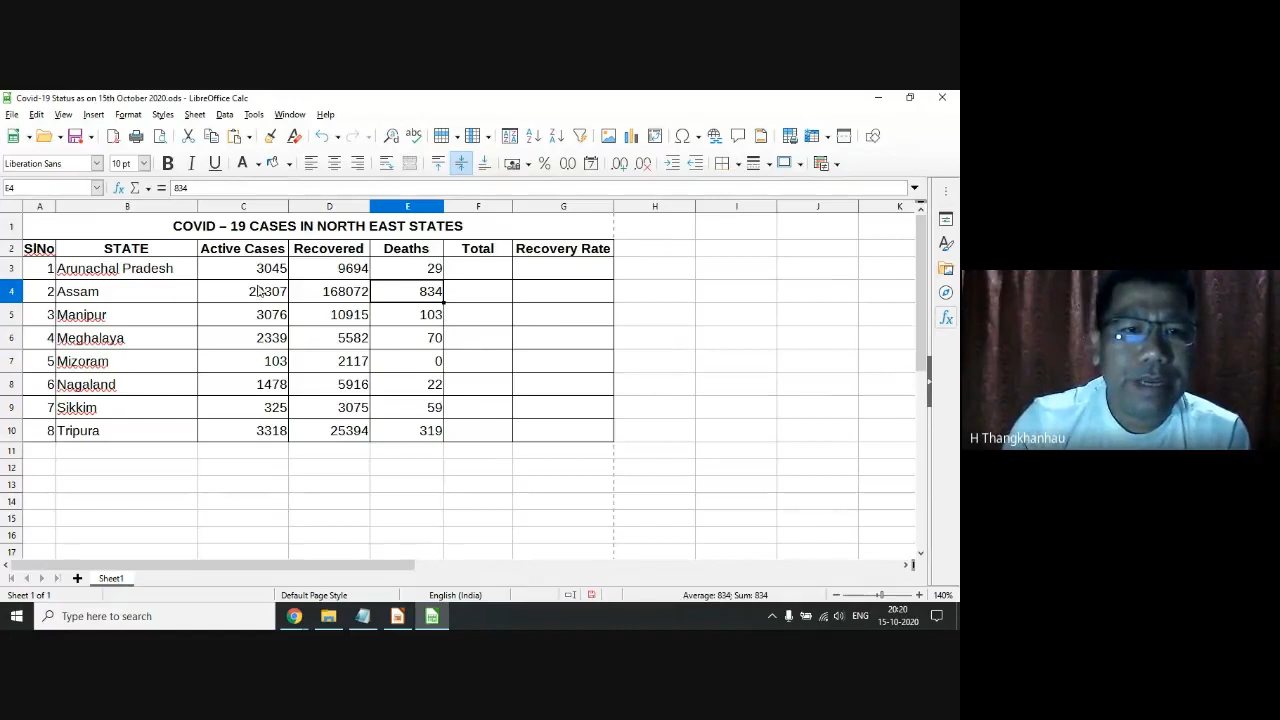 Covid-19 Status as on 15th October 2020.ods - LibreOffice Calc
File Edit View Insert Format Styles Sheet Data Tools Window Help
Liberation Sans 10 pt
E4 834
A B C D E F G H I J K
1 COVID – 19 CASES IN NORTH EAST STATES
2 SlNo STATE Active Cases Recovered Deaths Total Recovery Rate
3 1 Arunachal Pradesh 3045 9694 29
4 2 Assam 168072 834
5 3 Manipur 3076 10915 103
6 4 Meghalaya 2339 5582 70
7 5 Mizoram 103 2117 0
8 6 Nagaland 1478 5916 22
9 7 Sikkim 325 3075 59
10 8 Tripura 3318 25394 319
11
12
13
14
15
16
17
H Thangkhanhau
Sheet1
Sheet 1 of 1 Default Page Style English (India) Average: 834; Sum: 834 140%
Type here to search ENG 20:20
15-10-2020